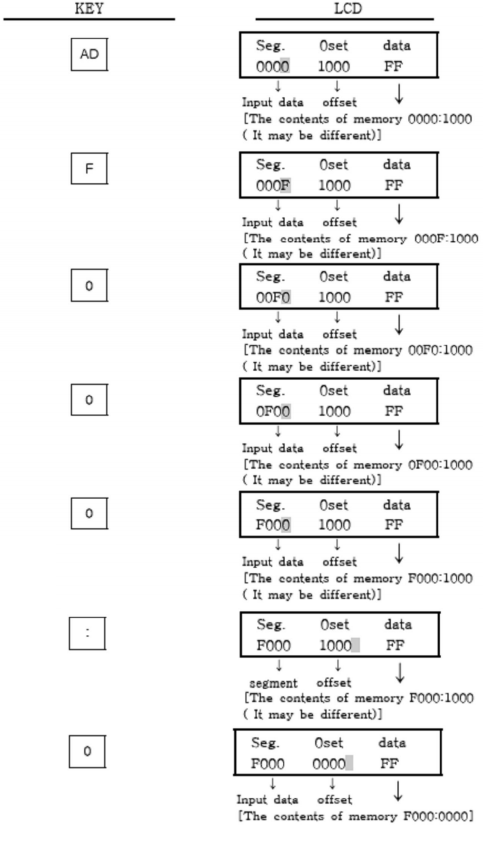 KEY LCD
AD
Seg. Oset data
0000 1000 FF
↓ ↓ ↓
Input data offset
[The contents of memory 0000:1000
( It may be different)]
F
Seg. Oset data
000F 1000 FF
↓ ↓ ↓
Input data offset
[The contents of memory 000F:1000
( It may be different)]
0
Seg. Oset data
00F0 1000 FF
↓ ↓ ↓
Input data offset
[The contents of memory 00F0:1000
( It may be different)]
0
Seg. Oset data
0F00 1000 FF
↓ ↓ ↓
Input data offset
[The contents of memory 0F00:1000
( It may be different)]
0
Seg. Oset data
F000 1000 FF
↓ ↓ ↓
Input data offset
[The contents of memory F000:1000
( It may be different)]
:
Seg. Oset data
F000 1000 FF
↓ ↓ ↓
segment offset
[The contents of memory F000:1000
( It may be different)]
0
Seg. Oset data
F000 0000 FF
↓ ↓ ↓
Input data offset
[The contents of memory F000:0000]